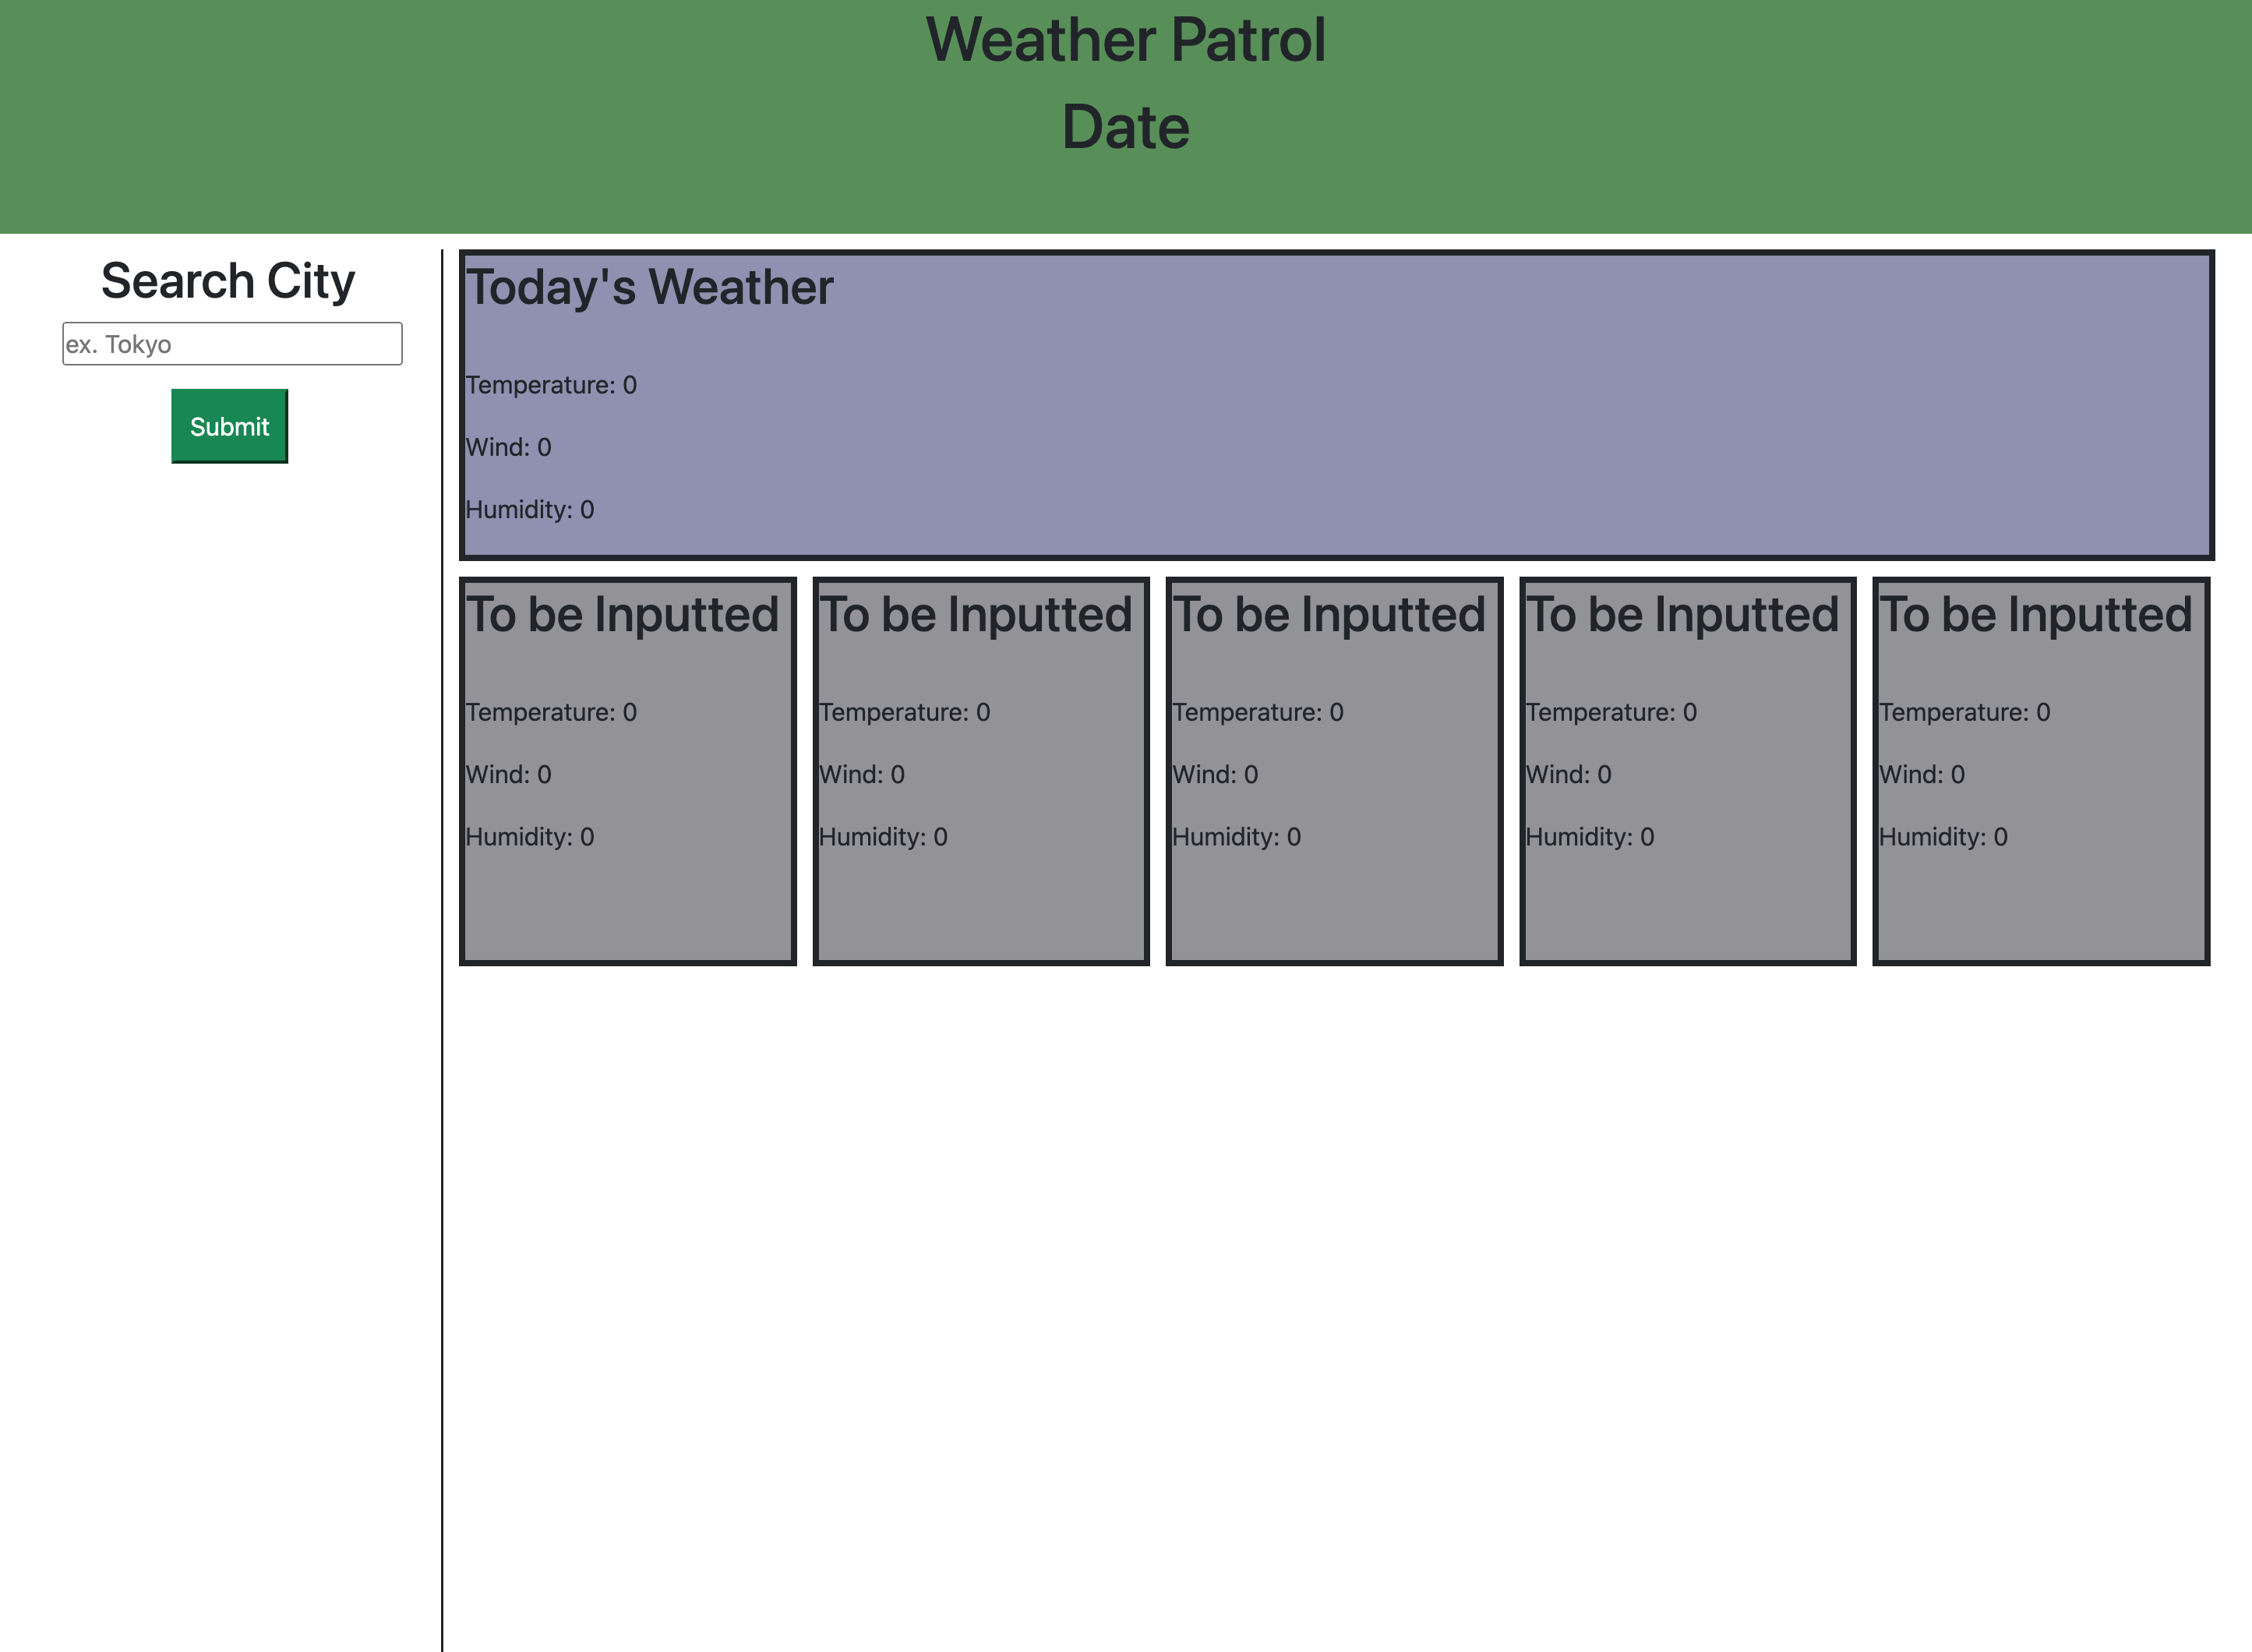 Weather Patrol
Date
Search City
ex. Tokyo
Submit
Today's Weather
Temperature: 0
Wind: 0
Humidity: 0
To be Inputted
Temperature: 0
Wind: 0
Humidity: 0
To be Inputted
Temperature: 0
Wind: 0
Humidity: 0
To be Inputted
Temperature: 0
Wind: 0
Humidity: 0
To be Inputted
Temperature: 0
Wind: 0
Humidity: 0
To be Inputted
Temperature: 0
Wind: 0
Humidity: 0